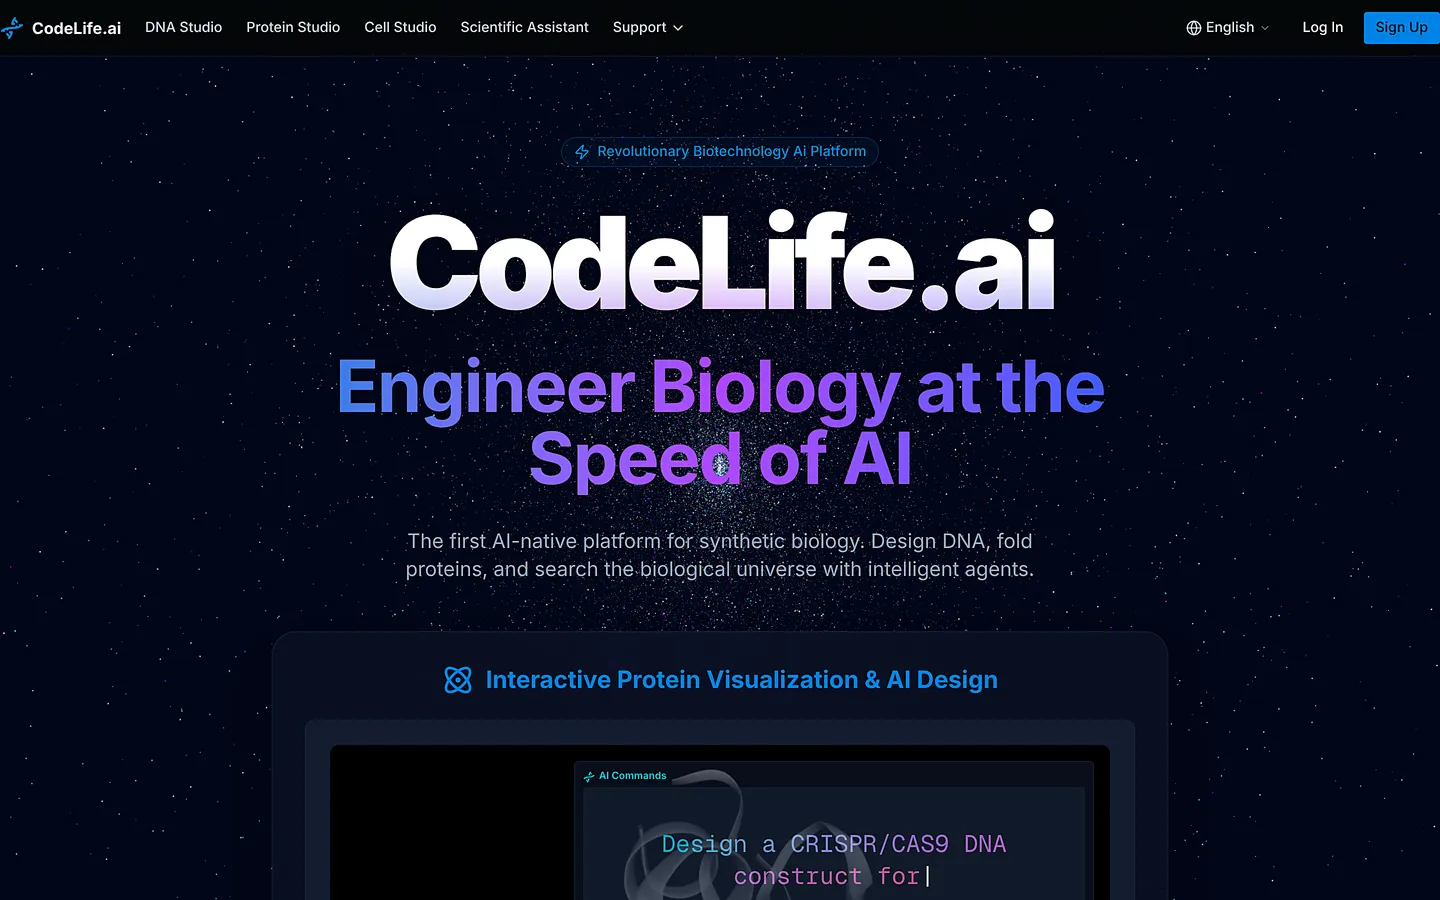 CodeLife.ai DNA Studio Protein Studio Cell Studio Scientific Assistant Support English Log In Sign Up
Revolutionary Biotechnology Ai Platform
CodeLife.ai
Engineer Biology at the
Speed of AI
The first AI-native platform for synthetic biology. Design DNA, fold
proteins, and search the biological universe with intelligent agents.
Interactive Protein Visualization & AI Design
AI Commands
Design a CRISPR/CAS9 DNA
construct for|